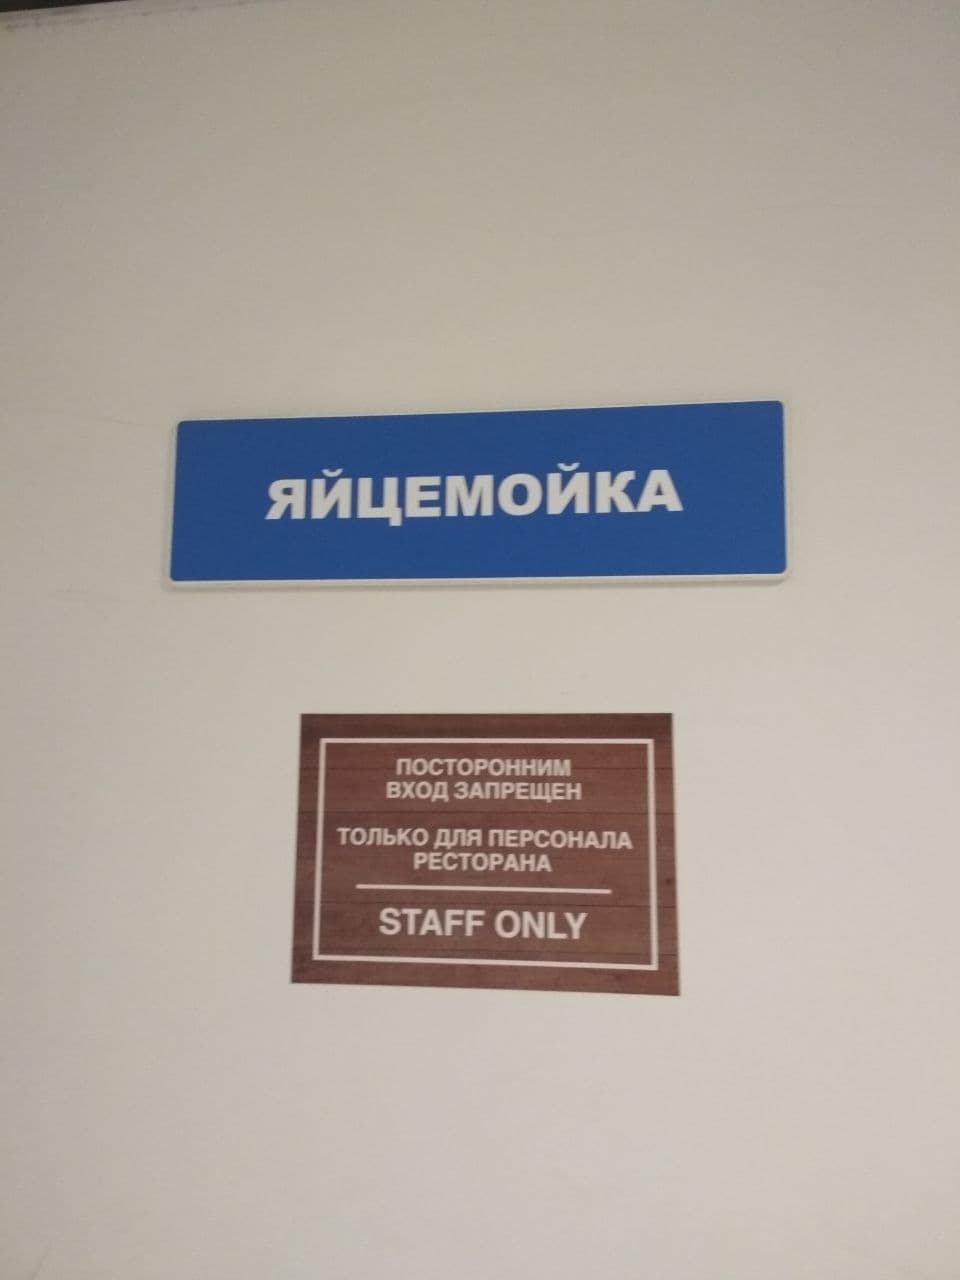 ЯЙЦЕМОЙКА
ПОСТОРОННИМ
ВХОД ЗАПРЕЩЕН
ТОЛЬКО ДЛЯ ПЕРСОНАЛА
РЕСТОРАНА
STAFF ONLY